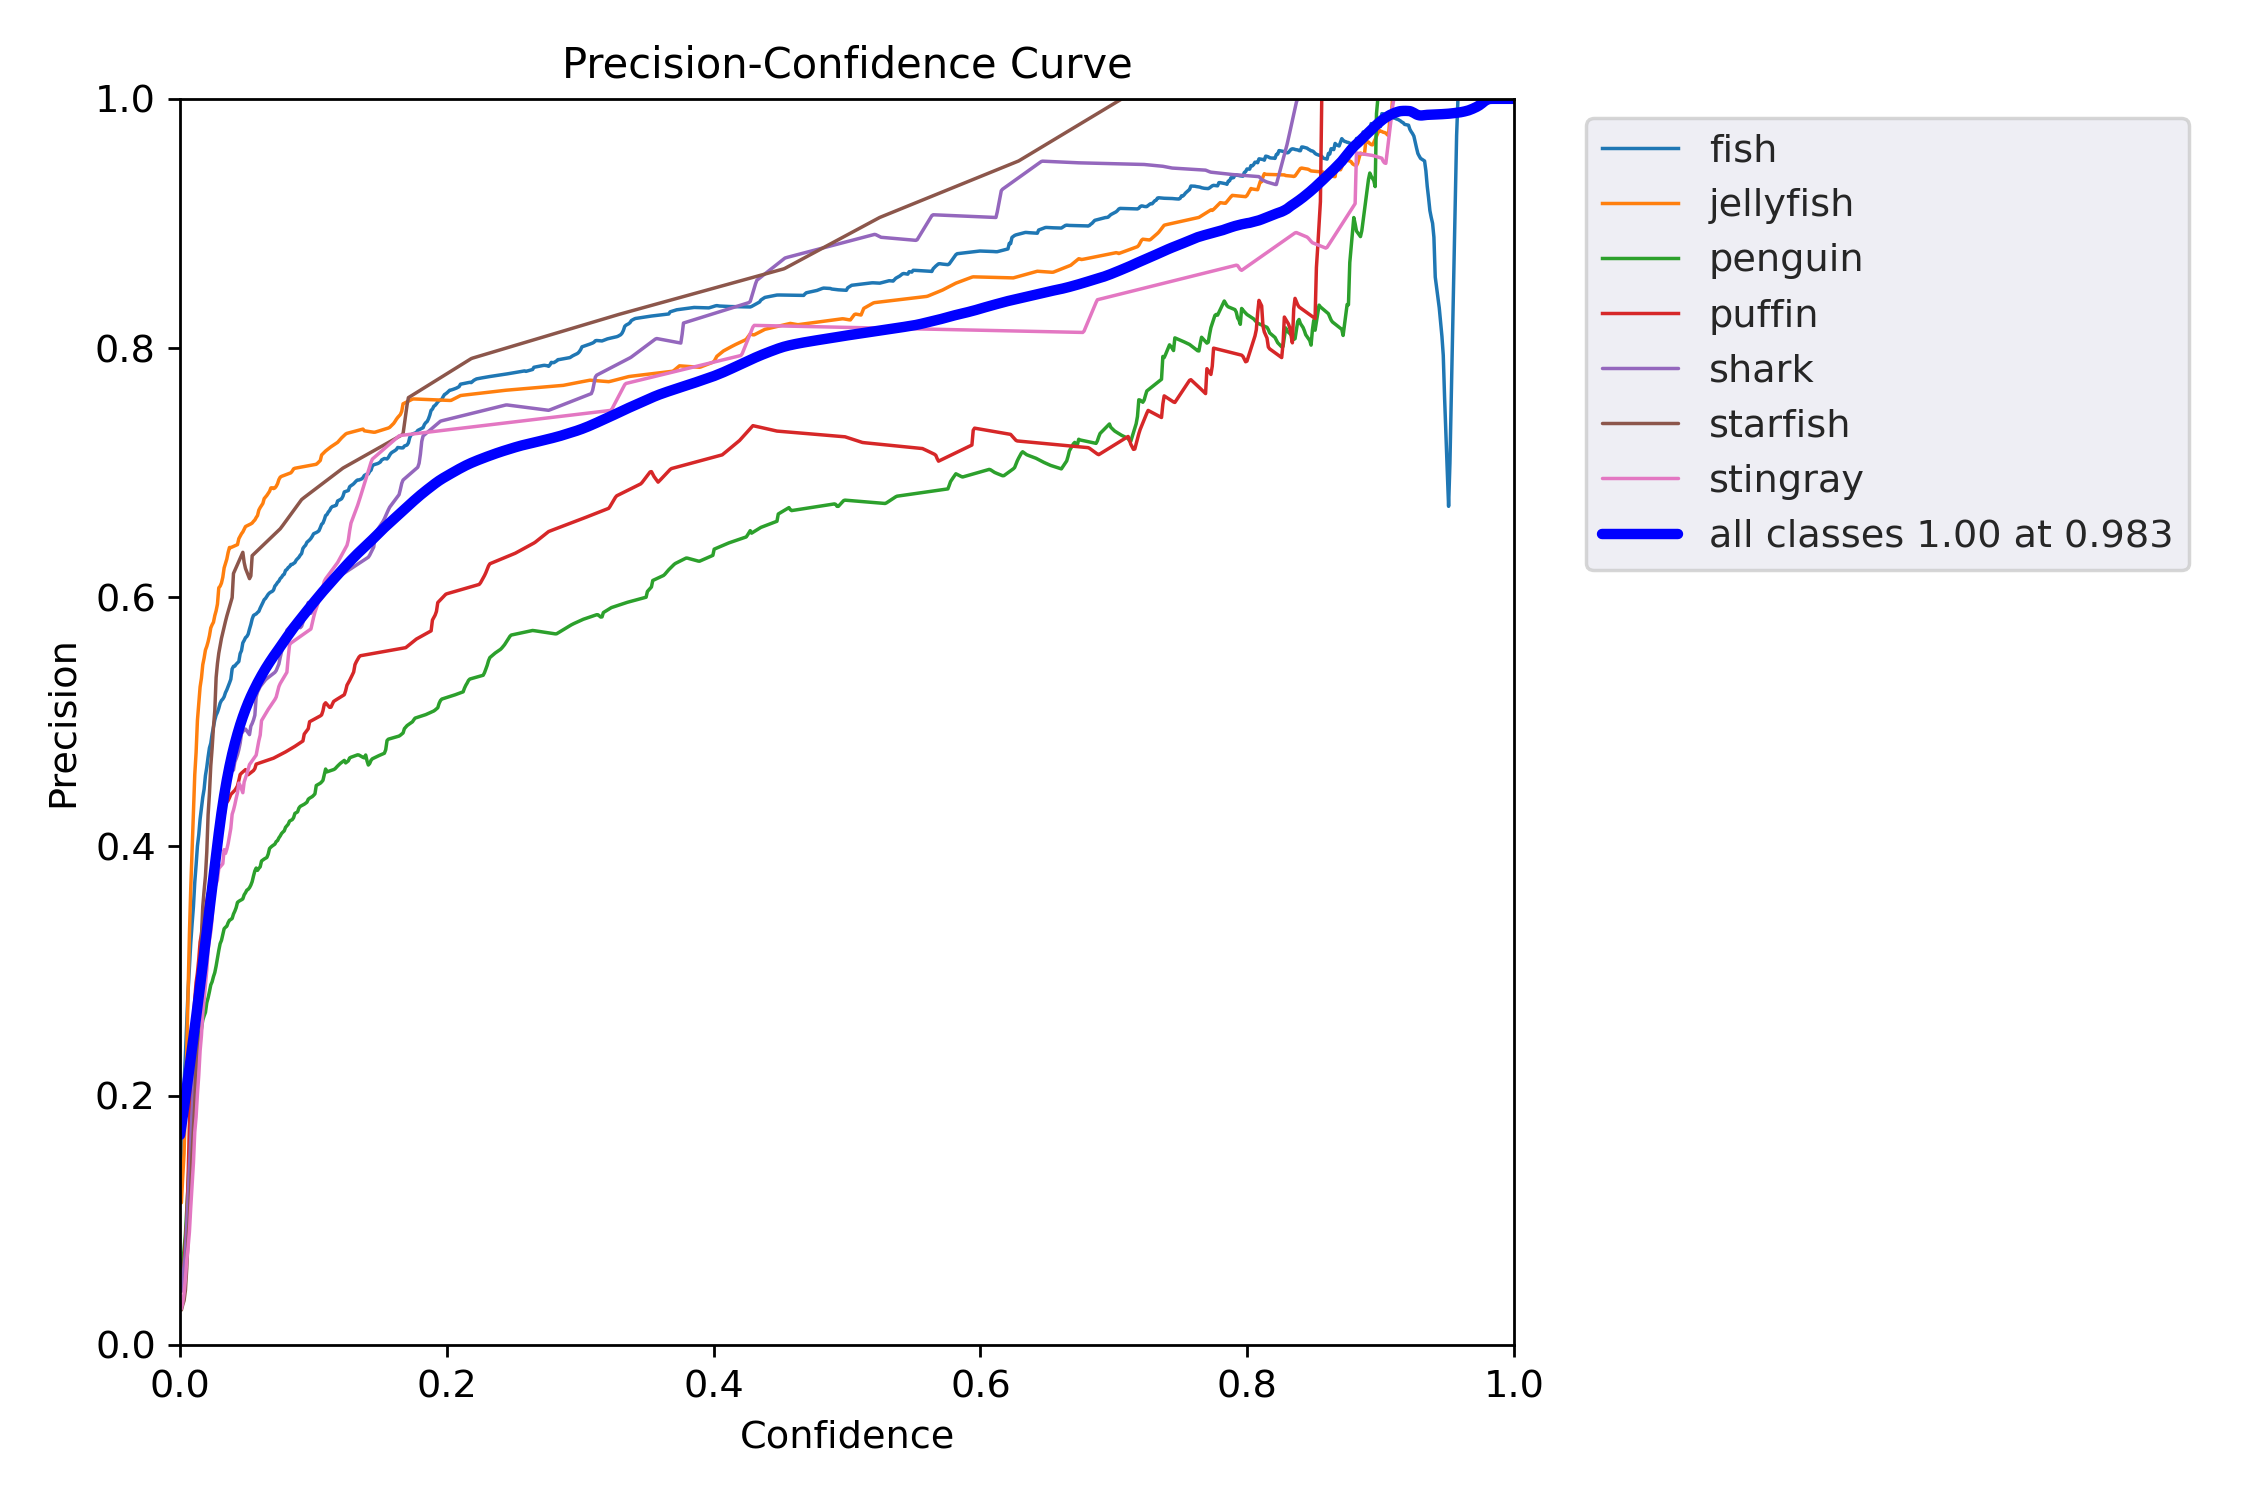 Precision-Confidence Curve
1.0
0.8
0.6
0.4
0.2
0.0
Precision
0.0 0.2 0.4 0.6 0.8 1.0
Confidence
fish
jellyfish
penguin
puffin
shark
starfish
stingray
all classes 1.00 at 0.983